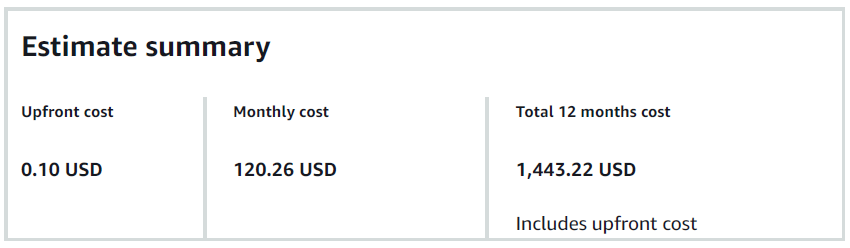 Estimate summary
Upfront cost
0.10 USD
Monthly cost
120.26 USD
Total 12 months cost
1,443.22 USD
Includes upfront cost